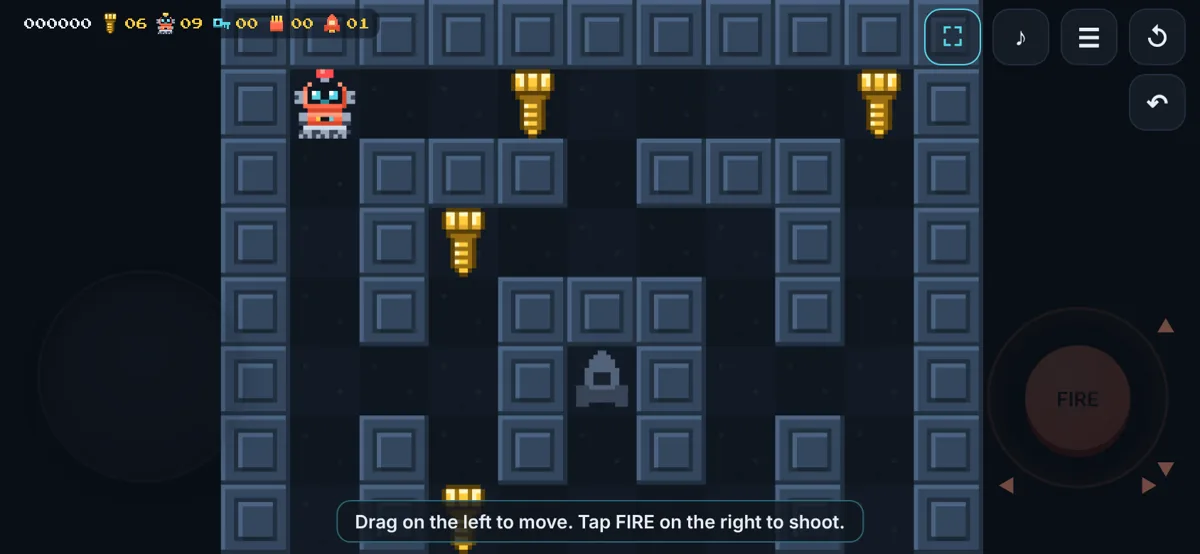 000000 06 09 00 00 01
FIRE
Drag on the left to move. Tap FIRE on the right to shoot.